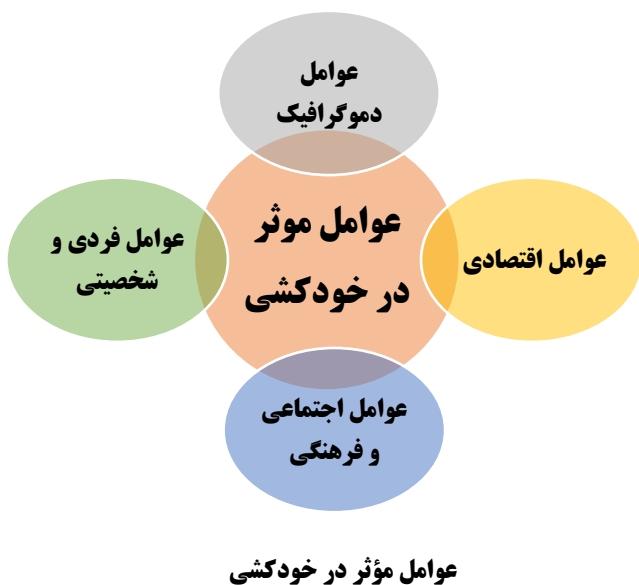 عوامل
دموگرافیک
عوامل موثر
در خودکشی
عوامل اقتصادی
عوامل فردی و
شخصیتی
عوامل اجتماعی
و فرهنگی
عوامل مؤثر در خودکشی